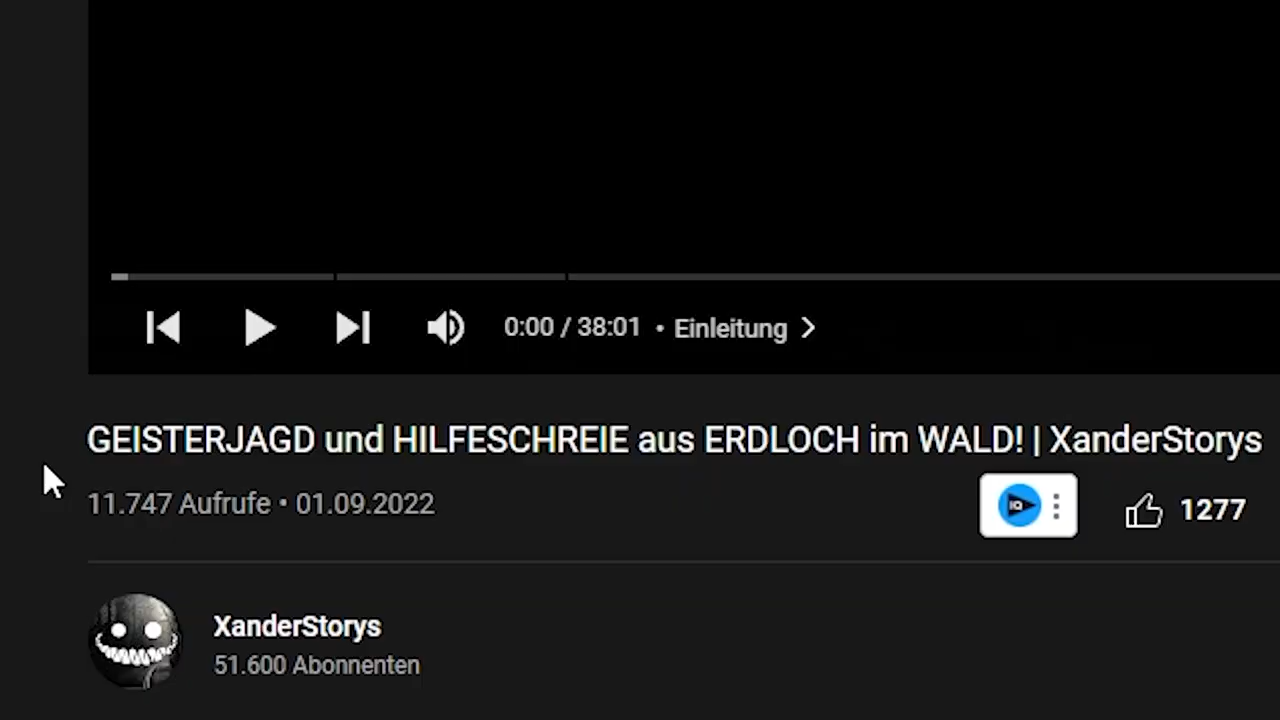 0:00 / 38:01 • Einleitung
GEISTERJAGD und HILFESCHREIE aus ERDLOCH im WALD! | XanderStorys
11.747 Aufrufe • 01.09.2022
IQ
1277
XanderStorys
51.600 Abonnenten